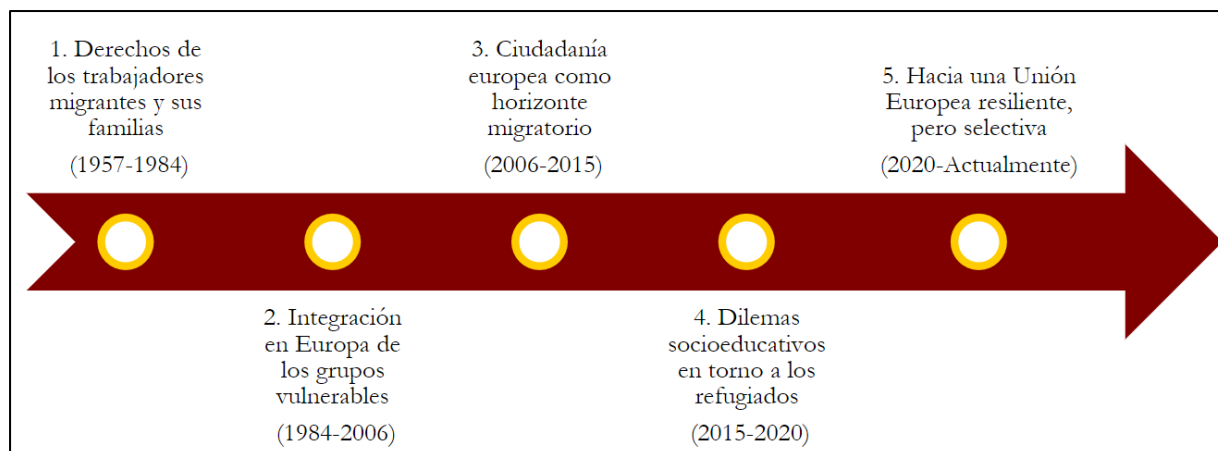 1. Derechos de
los trabajadores
migrantes y sus
familias
(1957-1984)
2. Integración
en Europa de
los grupos
vulnerables
(1984-2006)
3. Ciudadanía
europea como
horizonte
migratorio
(2006-2015)
4. Dilemas
socioeducativos
en torno a los
refugiados
(2015-2020)
5. Hacia una Unión
Europea resiliente,
pero selectiva
(2020-Actualmente)